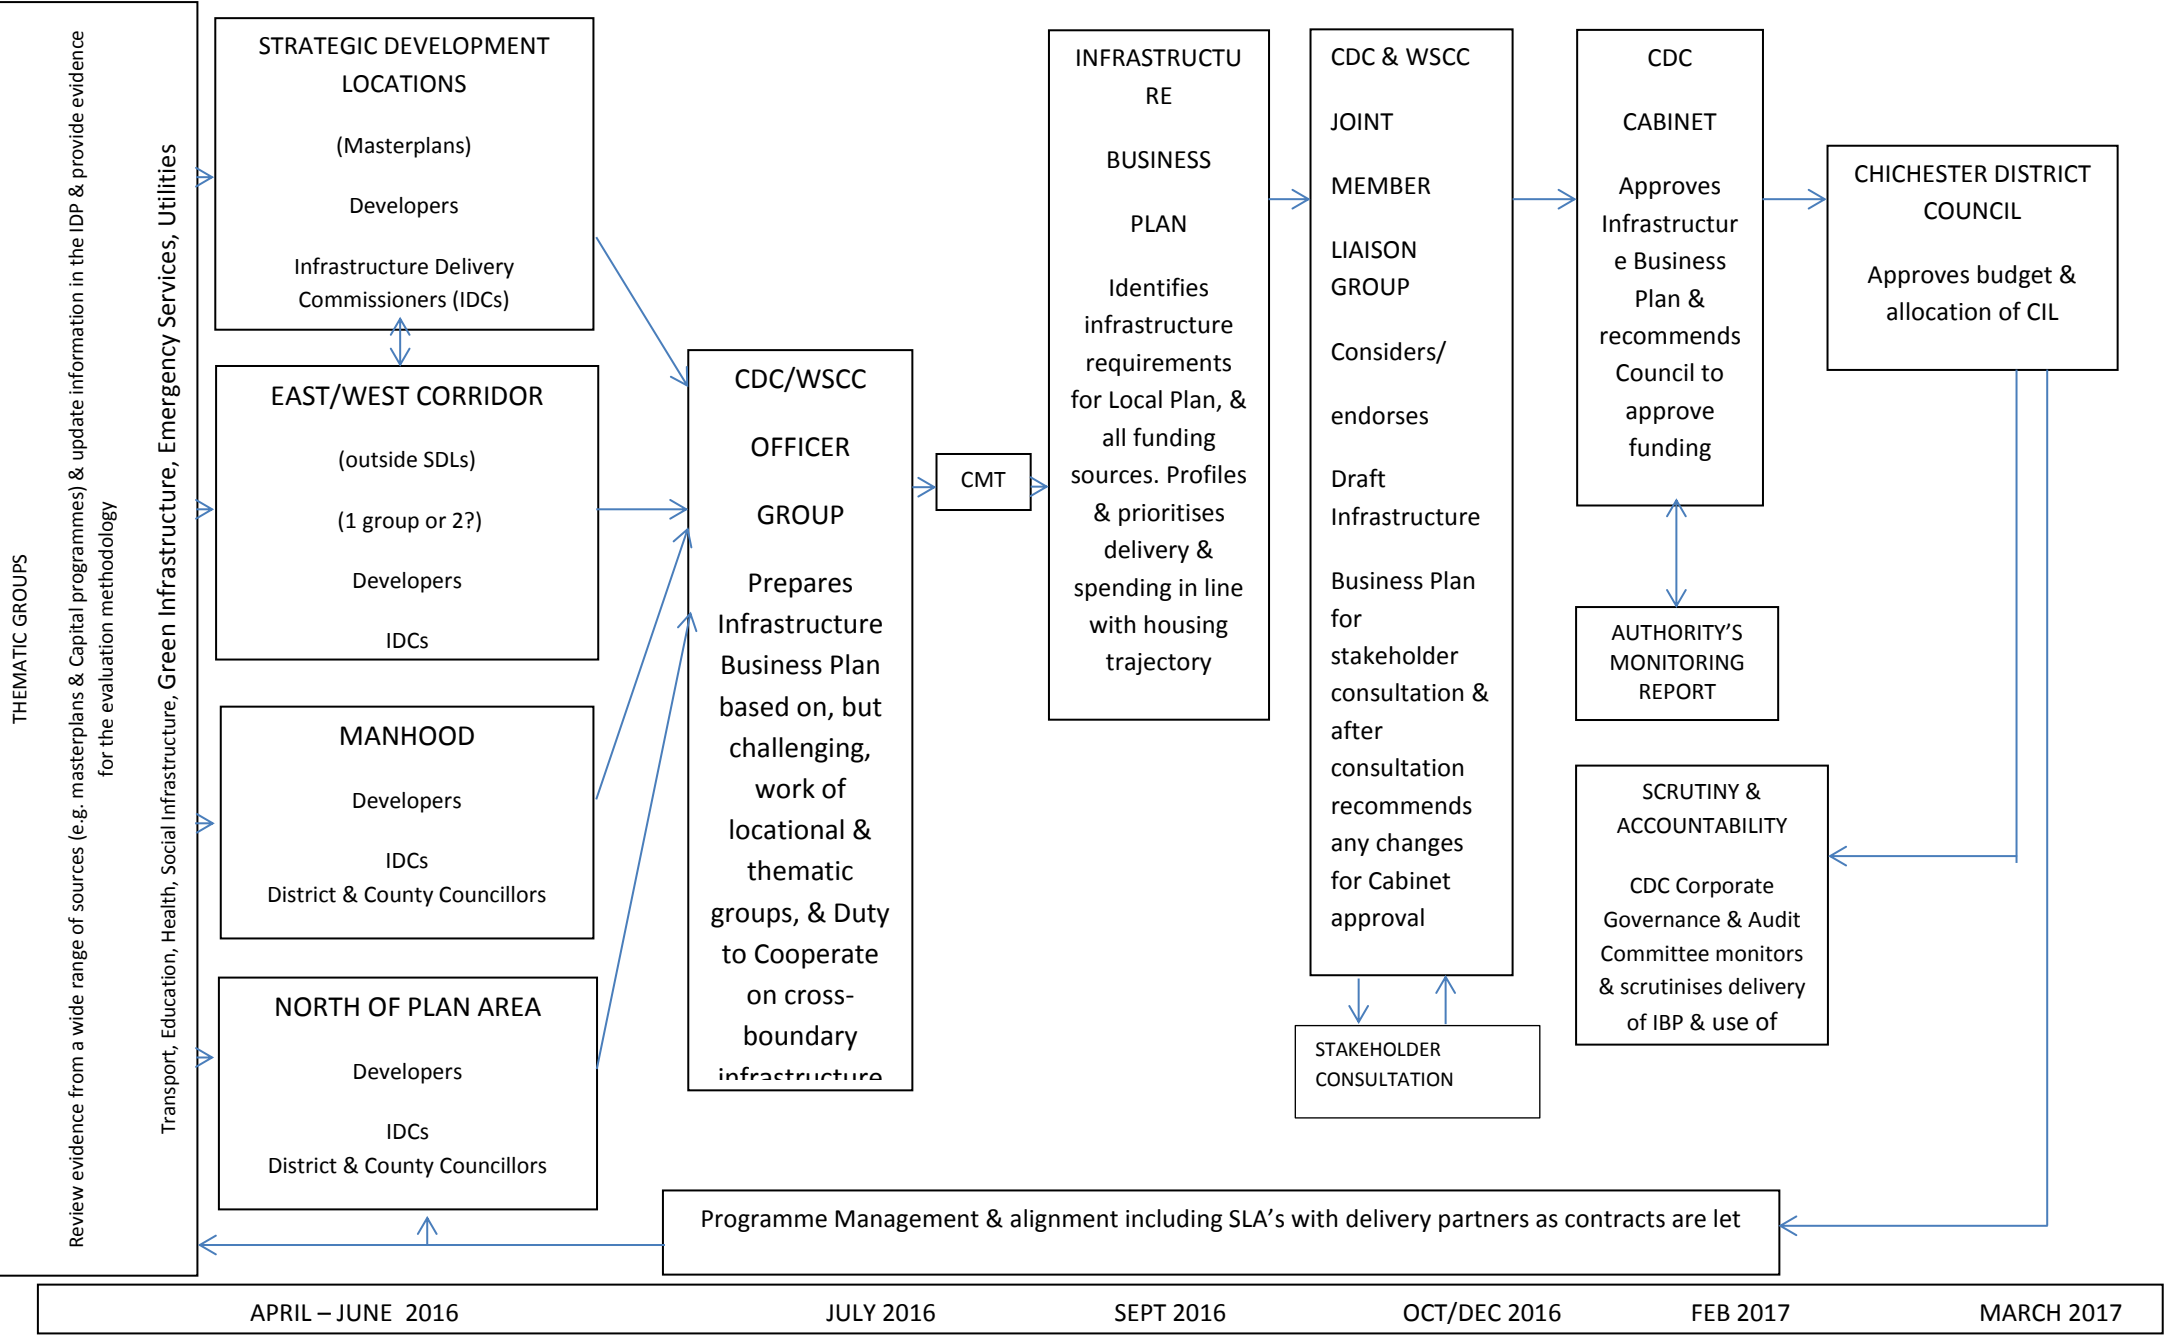 THEMATIC GROUPS
Review evidence from a wide range of sources (e.g. masterplans & Capital programmes) & update information in the IDP & provide evidence
for the evaluation methodology
Transport, Education, Health, Social Infrastructure, Green Infrastructure, Emergency Services, Utilities
STRATEGIC DEVELOPMENT
LOCATIONS
(Masterplans)
Developers
Infrastructure Delivery
Commissioners (IDCs)
EAST/WEST CORRIDOR
(outside SDLs)
(1 group or 2?)
Developers
IDCs
MANHOOD
Developers
IDCs
District & County Councillors
NORTH OF PLAN AREA
Developers
IDCs
District & County Councillors
CDC/WSCC
OFFICER
GROUP
Prepares
Infrastructure
Business Plan
based on, but
challenging,
work of
locational &
thematic
groups, & Duty
to Cooperate
on cross-
boundary
infrastructure
CMT
INFRASTRUCTU
RE
BUSINESS
PLAN
Identifies
infrastructure
requirements
for Local Plan, &
all funding
sources. Profiles
& prioritises
delivery &
spending in line
with housing
trajectory
CDC & WSCC
JOINT
MEMBER
LIAISON
GROUP
Considers/
endorses
Draft
Infrastructure
Business Plan
for
stakeholder
consultation &
after
consultation
recommends
any changes
for Cabinet
approval
STAKEHOLDER
CONSULTATION
CDC
CABINET
Approves
Infrastructur
e Business
Plan &
recommends
Council to
approve
funding
AUTHORITY'S
MONITORING
REPORT
SCRUTINY &
ACCOUNTABILITY
CDC Corporate
Governance & Audit
Committee monitors
& scrutinises delivery
of IBP & use of
CHICHESTER DISTRICT
COUNCIL
Approves budget &
allocation of CIL
Programme Management & alignment including SLA's with delivery partners as contracts are let
APRIL – JUNE 2016
JULY 2016
SEPT 2016
OCT/DEC 2016
FEB 2017
MARCH 2017